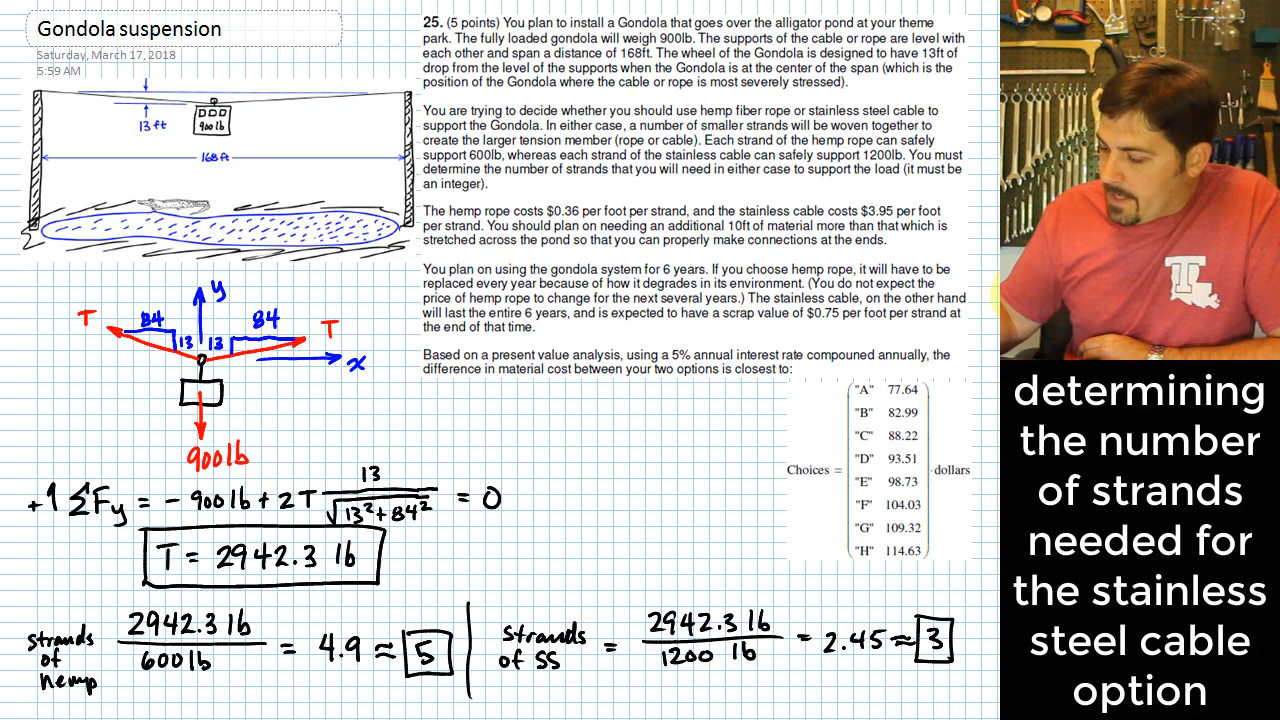 Gondola suspension
Saturday, March 17, 2018
5:59 AM
13 ft
900 lb
168 ft
25. (5 points) You plan to install a Gondola that goes over the alligator pond at your theme
park. The fully loaded gondola will weigh 900lb. The supports of the cable or rope are level with
each other and span a distance of 168ft. The wheel of the Gondola is designed to have 13ft of
drop from the level of the supports when the Gondola is at the center of the span (which is the
position of the Gondola where the cable or rope is most severely stressed).
You are trying to decide whether you should use hemp fiber rope or stainless steel cable to
support the Gondola. In either case, a number of smaller strands will be woven together to
create the larger tension member (rope or cable). Each strand of the hemp rope can safely
support 600lb, whereas each strand of the stainless cable can safely support 1200lb. You must
determine the number of strands that you will need in either case to support the load (it must be
an integer).
The hemp rope costs $0.36 per foot per strand, and the stainless cable costs $3.95 per foot
per strand. You should plan on needing an additional 10ft of material more than that which is
stretched across the pond so that you can properly make connections at the ends.
You plan on using the gondola system for 6 years. If you choose hemp rope, it will have to be
replaced every year because of how it degrades in its environment. (You do not expect the
price of hemp rope to change for the next several years.) The stainless cable, on the other hand
will last the entire 6 years, and is expected to have a scrap value of $0.75 per foot per strand at
the end of that time.
Based on a present value analysis, using a 5% annual interest rate compounded annually, the
difference in material cost between your two options is closest to:
"A" 77.64
"B" 82.99
"C" 88.22
Choices = "D" 93.51 · dollars
"E" 98.73
"F" 104.03
"G" 109.32
"H" 114.63
y
T 84 84 T
13 13
x
900 lb
+↑ ΣFy = - 900 lb + 2T 13/√(13²+84²) = 0
T = 2942.3 lb
strands of hemp 2942.3 lb / 600 lb = 4.9 ≈ 5
strands of SS = 2942.3 lb / 1200 lb = 2.45 ≈ 3
determining
the number
of strands
needed for
the stainless
steel cable
option